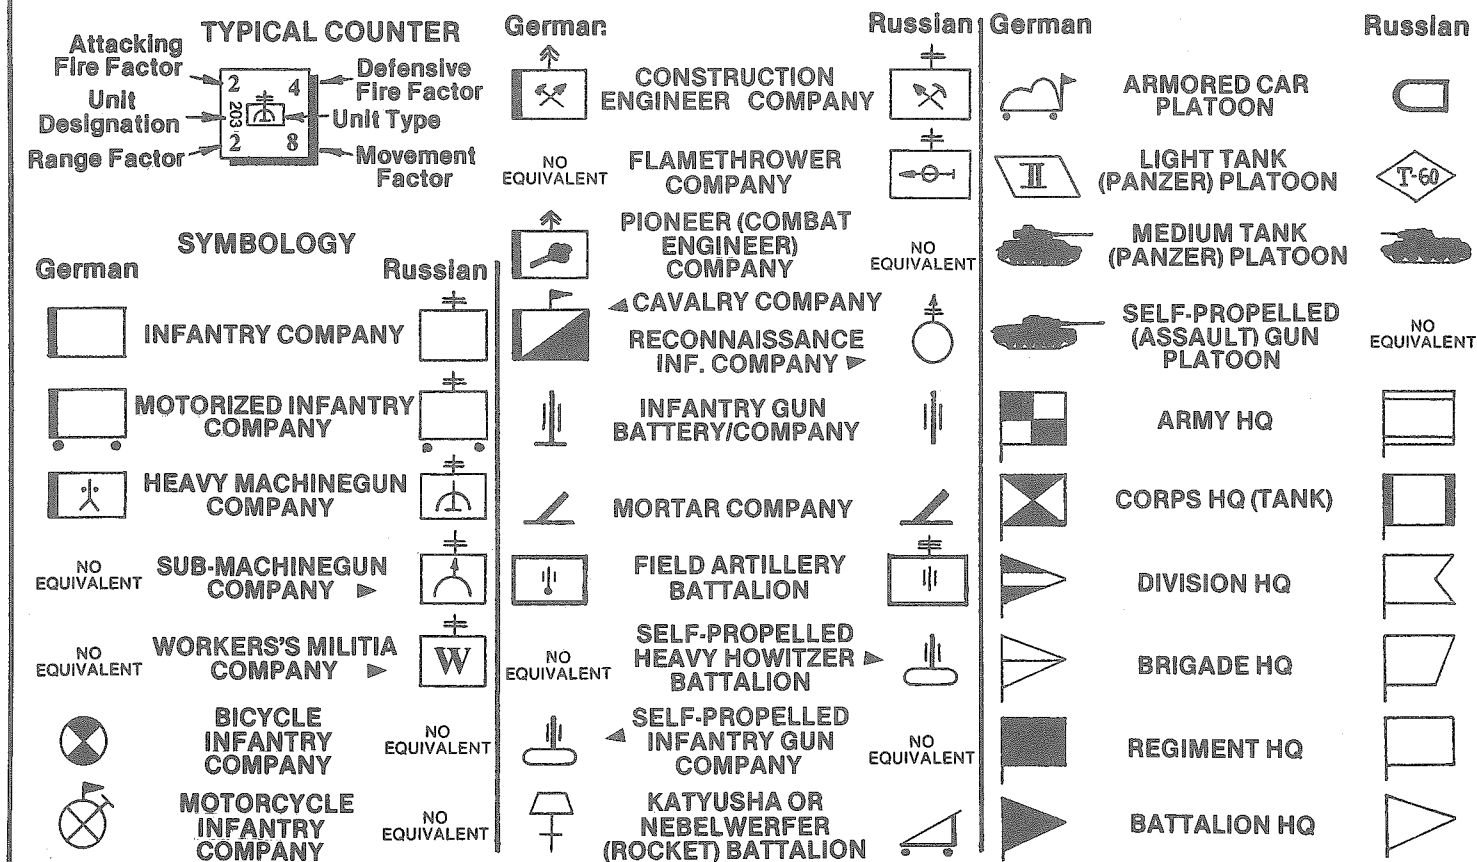 TYPICAL COUNTER
Attacking
Fire Factor
Unit
Designation
Range Factor
2 4
203
2 8
Defensive
Fire Factor
Unit Type
Movement
Factor
SYMBOLOGY
German Russian
INFANTRY COMPANY
MOTORIZED INFANTRY
COMPANY
HEAVY MACHINEGUN
COMPANY
NO
EQUIVALENT
SUB-MACHINEGUN
COMPANY
NO
EQUIVALENT
WORKERS'S MILITIA
COMPANY
W
BICYCLE
INFANTRY
COMPANY
NO
EQUIVALENT
MOTORCYCLE
INFANTRY
COMPANY
NO
EQUIVALENT
German Russian
CONSTRUCTION
ENGINEER COMPANY
NO
EQUIVALENT
FLAMETHROWER
COMPANY
PIONEER (COMBAT
ENGINEER)
COMPANY
NO
EQUIVALENT
CAVALRY COMPANY
RECONNAISSANCE
INF. COMPANY
INFANTRY GUN
BATTERY/COMPANY
MORTAR COMPANY
FIELD ARTILLERY
BATTALION
NO
EQUIVALENT
SELF-PROPELLED
HEAVY HOWITZER
BATTALION
SELF-PROPELLED
INFANTRY GUN
COMPANY
NO
EQUIVALENT
KATYUSHA OR
NEBELWERFER
(ROCKET) BATTALION
German Russian
ARMORED CAR
PLATOON
II
LIGHT TANK
(PANZER) PLATOON
T-60
MEDIUM TANK
(PANZER) PLATOON
SELF-PROPELLED
(ASSAULT) GUN
PLATOON
NO
EQUIVALENT
ARMY HQ
CORPS HQ (TANK)
DIVISION HQ
BRIGADE HQ
REGIMENT HQ
BATTALION HQ